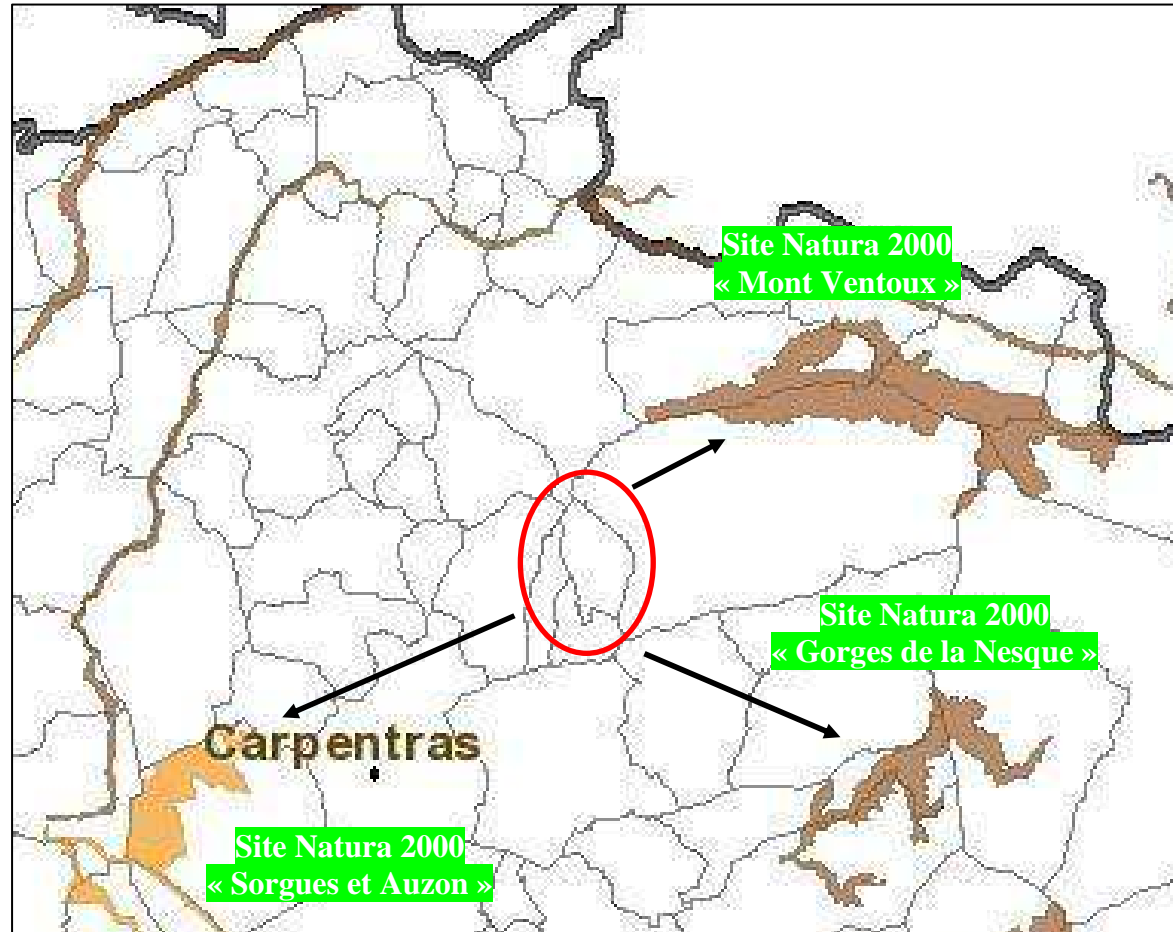 Site Natura 2000
« Mont Ventoux »
Site Natura 2000
« Gorges de la Nesque »
Carpentras
Site Natura 2000
« Sorgues et Auzon »